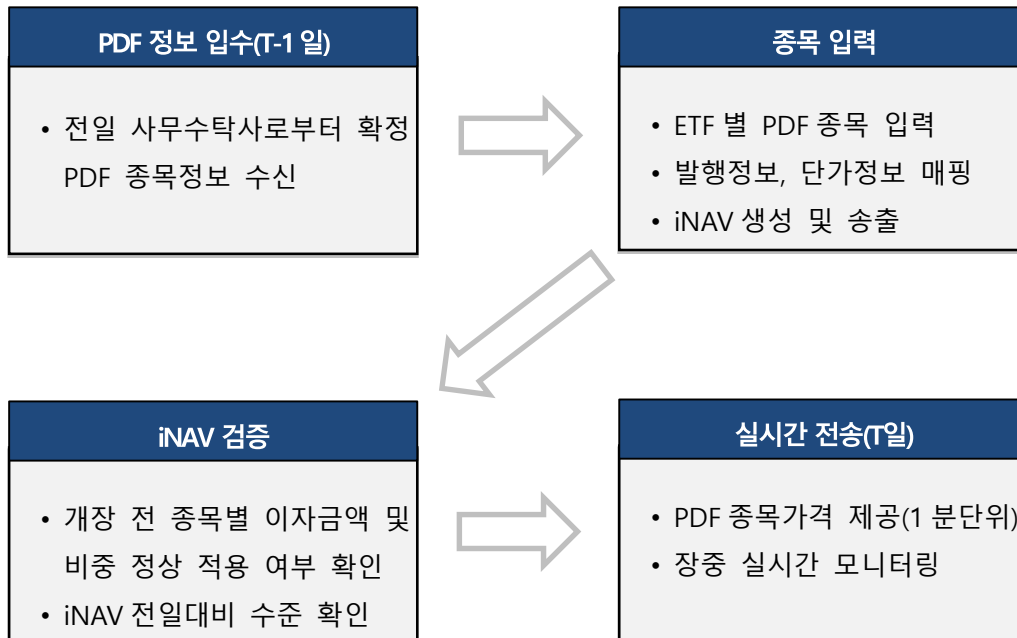 PDF 정보 입수(T-1 일)
• 전일 사무수탁사로부터 확정
PDF 종목정보 수신
종목 입력
• ETF 별 PDF 종목 입력
• 발행정보, 단가정보 매핑
• iNAV 생성 및 송출
iNAV 검증
• 개장 전 종목별 이자금액 및
비중 정상 적용 여부 확인
• iNAV 전일대비 수준 확인
실시간 전송(T일)
• PDF 종목가격 제공(1 분단위)
• 장중 실시간 모니터링